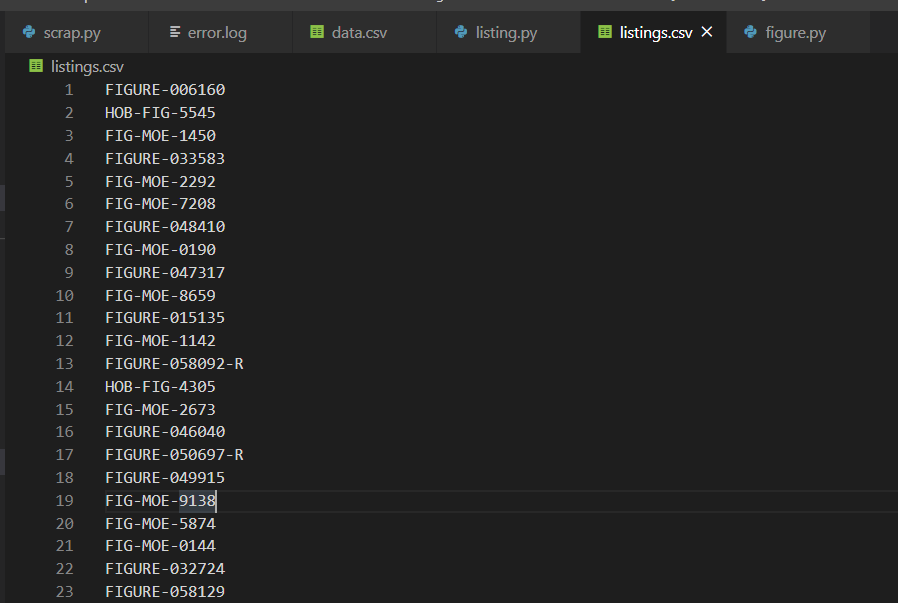 scrap.py error.log data.csv listing.py listings.csv figure.py
listings.csv
1 FIGURE-006160
2 HOB-FIG-5545
3 FIG-MOE-1450
4 FIGURE-033583
5 FIG-MOE-2292
6 FIG-MOE-7208
7 FIGURE-048410
8 FIG-MOE-0190
9 FIGURE-047317
10 FIG-MOE-8659
11 FIGURE-015135
12 FIG-MOE-1142
13 FIGURE-058092-R
14 HOB-FIG-4305
15 FIG-MOE-2673
16 FIGURE-046040
17 FIGURE-050697-R
18 FIGURE-049915
19 FIG-MOE-9138
20 FIG-MOE-5874
21 FIG-MOE-0144
22 FIGURE-032724
23 FIGURE-058129